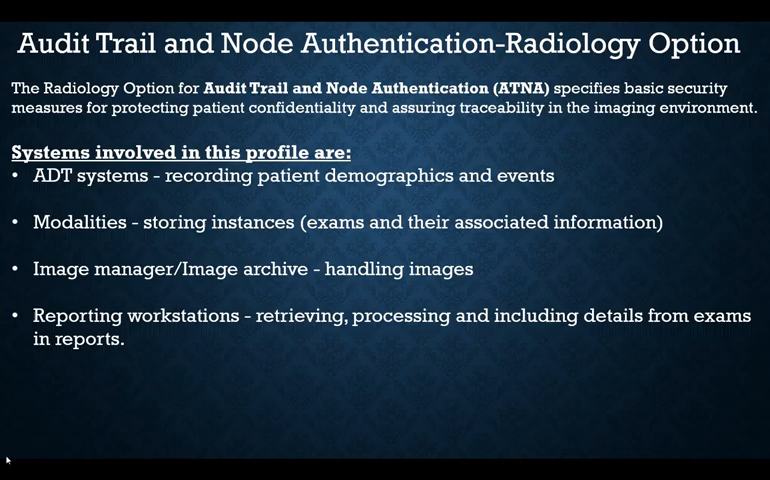 Audit Trail and Node Authentication-Radiology Option
The Radiology Option for Audit Trail and Node Authentication (ATNA) specifies basic security
measures for protecting patient confidentiality and assuring traceability in the imaging environment.
Systems involved in this profile are:
• ADT systems - recording patient demographics and events
• Modalities - storing instances (exams and their associated information)
• Image manager/Image archive - handling images
• Reporting workstations - retrieving, processing and including details from exams
in reports.